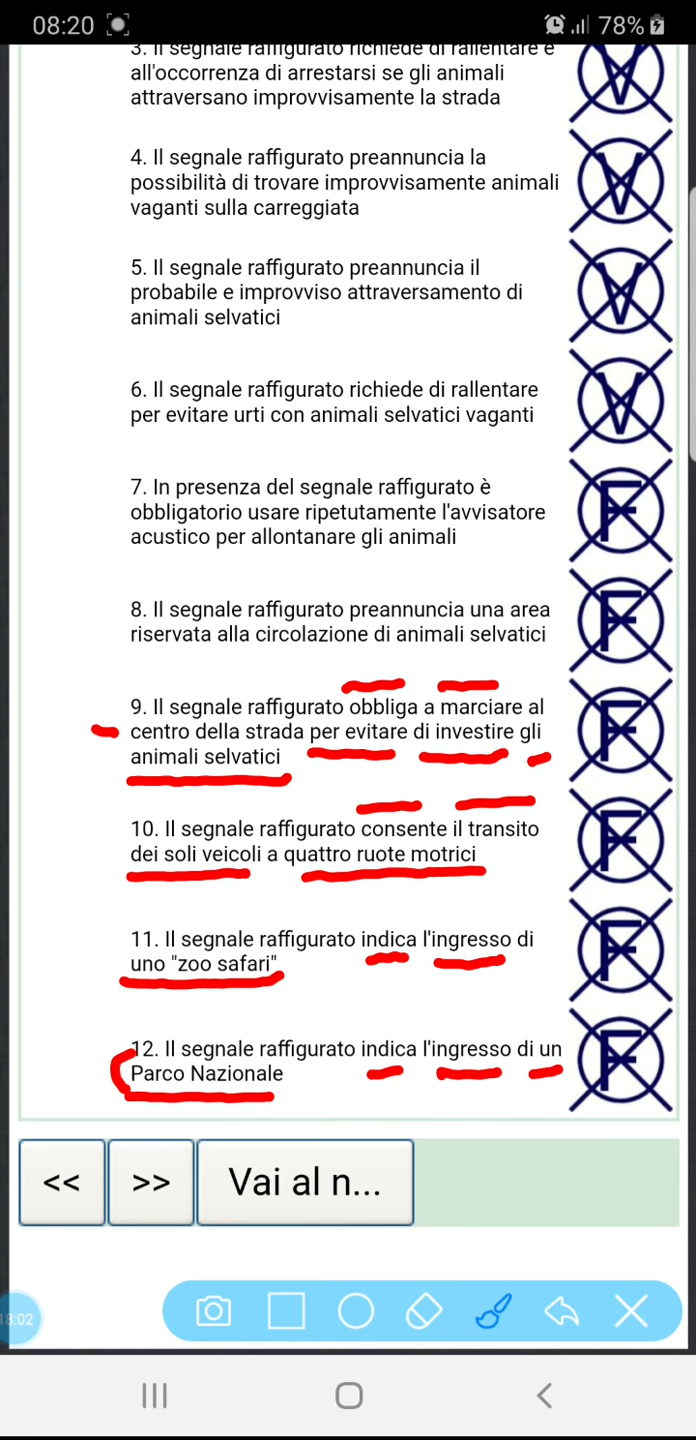 08:20
78%
3. Il segnale raffigurato richiede di rallentare e
all'occorrenza di arrestarsi se gli animali
attraversano improvvisamente la strada
V
4. Il segnale raffigurato preannuncia la
possibilità di trovare improvvisamente animali
vaganti sulla carreggiata
V
5. Il segnale raffigurato preannuncia il
probabile e improvviso attraversamento di
animali selvatici
V
6. Il segnale raffigurato richiede di rallentare
per evitare urti con animali selvatici vaganti
V
7. In presenza del segnale raffigurato è
obbligatorio usare ripetutamente l'avvisatore
acustico per allontanare gli animali
F
8. Il segnale raffigurato preannuncia una area
riservata alla circolazione di animali selvatici
F
9. Il segnale raffigurato obbliga a marciare al
centro della strada per evitare di investire gli
animali selvatici
F
10. Il segnale raffigurato consente il transito
dei soli veicoli a quattro ruote motrici
F
11. Il segnale raffigurato indica l'ingresso di
uno "zoo safari"
F
12. Il segnale raffigurato indica l'ingresso di un
Parco Nazionale
F
<< >> Vai al n...
18:02